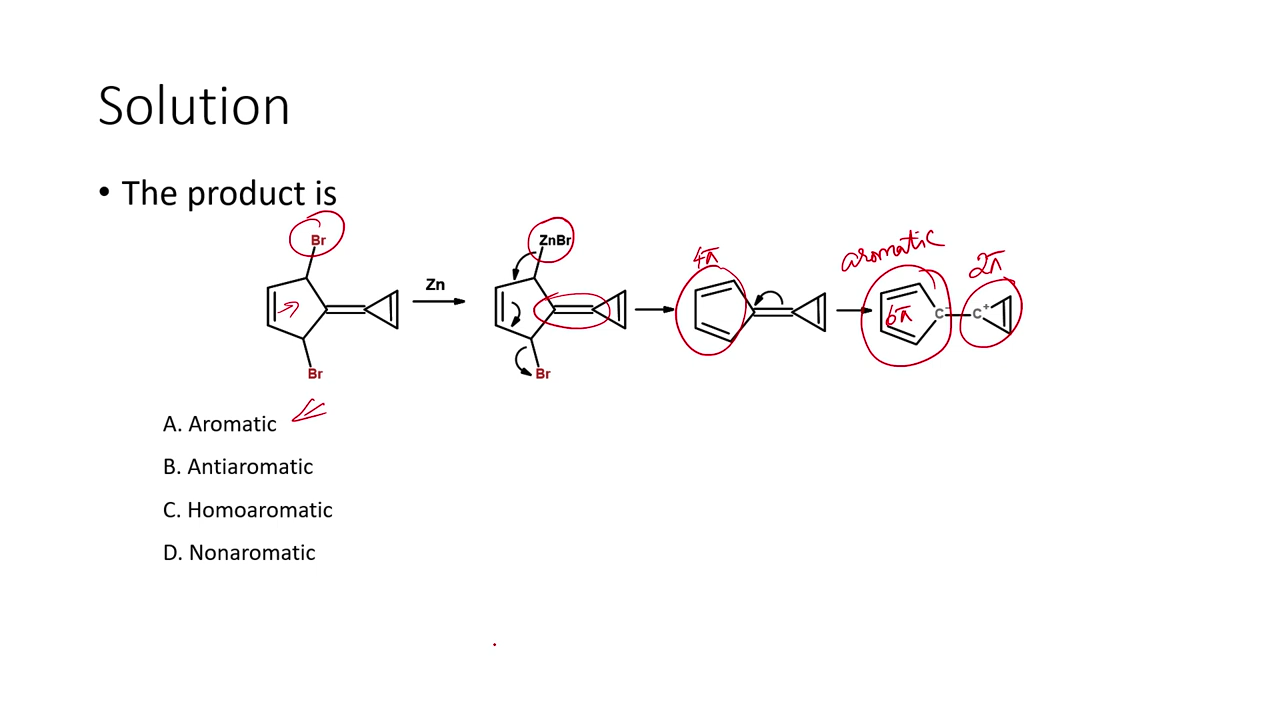 Solution
• The product is
Br
ZnBr
4π
aromatic
2π
Zn
6π
C⁻
C⁺
Br
Br
A. Aromatic
B. Antiaromatic
C. Homoaromatic
D. Nonaromatic